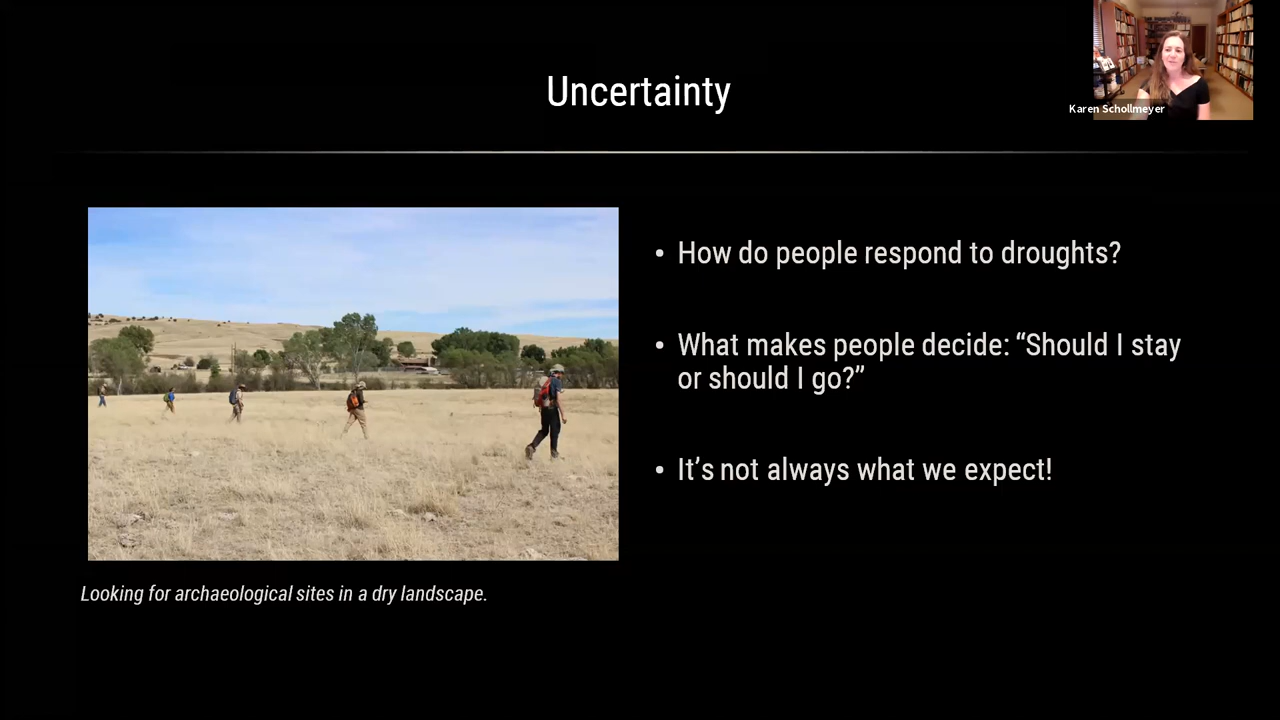 Uncertainty
Karen Schollmeyer
• How do people respond to droughts?
• What makes people decide: “Should I stay
or should I go?”
• It’s not always what we expect!
Looking for archaeological sites in a dry landscape.